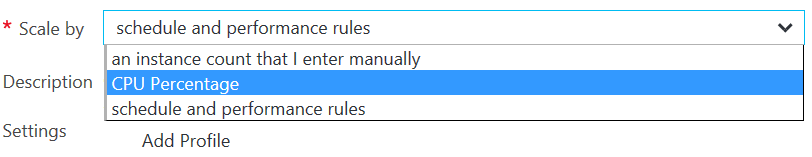 * Scale by
schedule and performance rules
an instance count that I enter manually
Description
CPU Percentage
schedule and performance rules
Settings
Add Profile